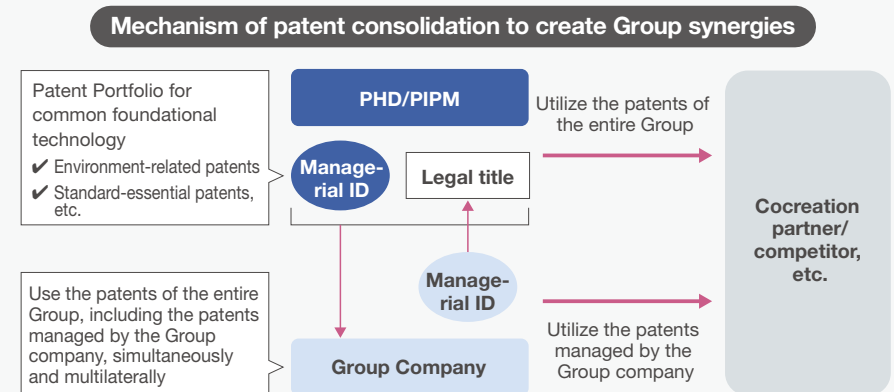 Mechanism of patent consolidation to create Group synergies
Patent Portfolio for
common foundational
technology
✔ Environment-related patents
✔ Standard-essential patents,
etc.
PHD/PIPM
Manage-
rial ID
Legal title
Utilize the patents of
the entire Group
Cocreation
partner/
competitor,
etc.
Manage-
rial ID
Use the patents of the entire
Group, including the patents
managed by the Group
company, simultaneously
and multilaterally
Group Company
Utilize the patents
managed by the
Group company